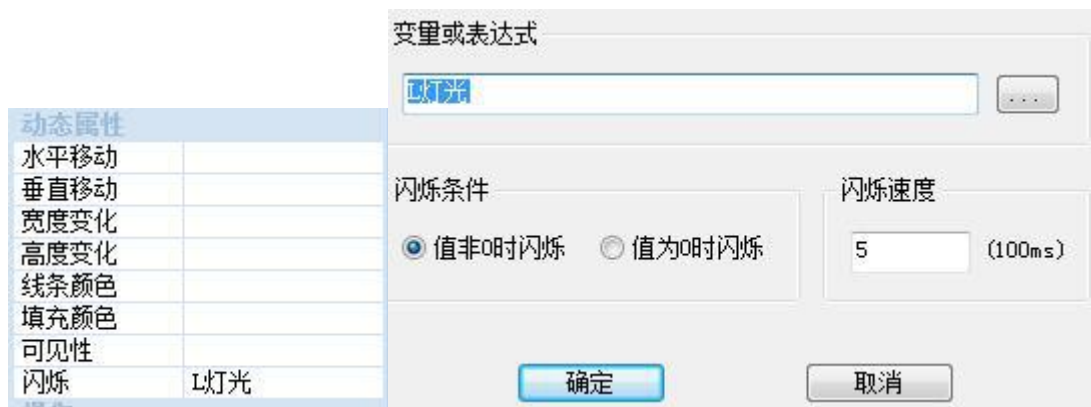 动态属性
水平移动
垂直移动
宽度变化
高度变化
线条颜色
填充颜色
可见性
闪烁 L灯光
变量或表达式
L灯光 ...
闪烁条件 闪烁速度
值非0时闪烁 值为0时闪烁 5 (100ms)
确定 取消